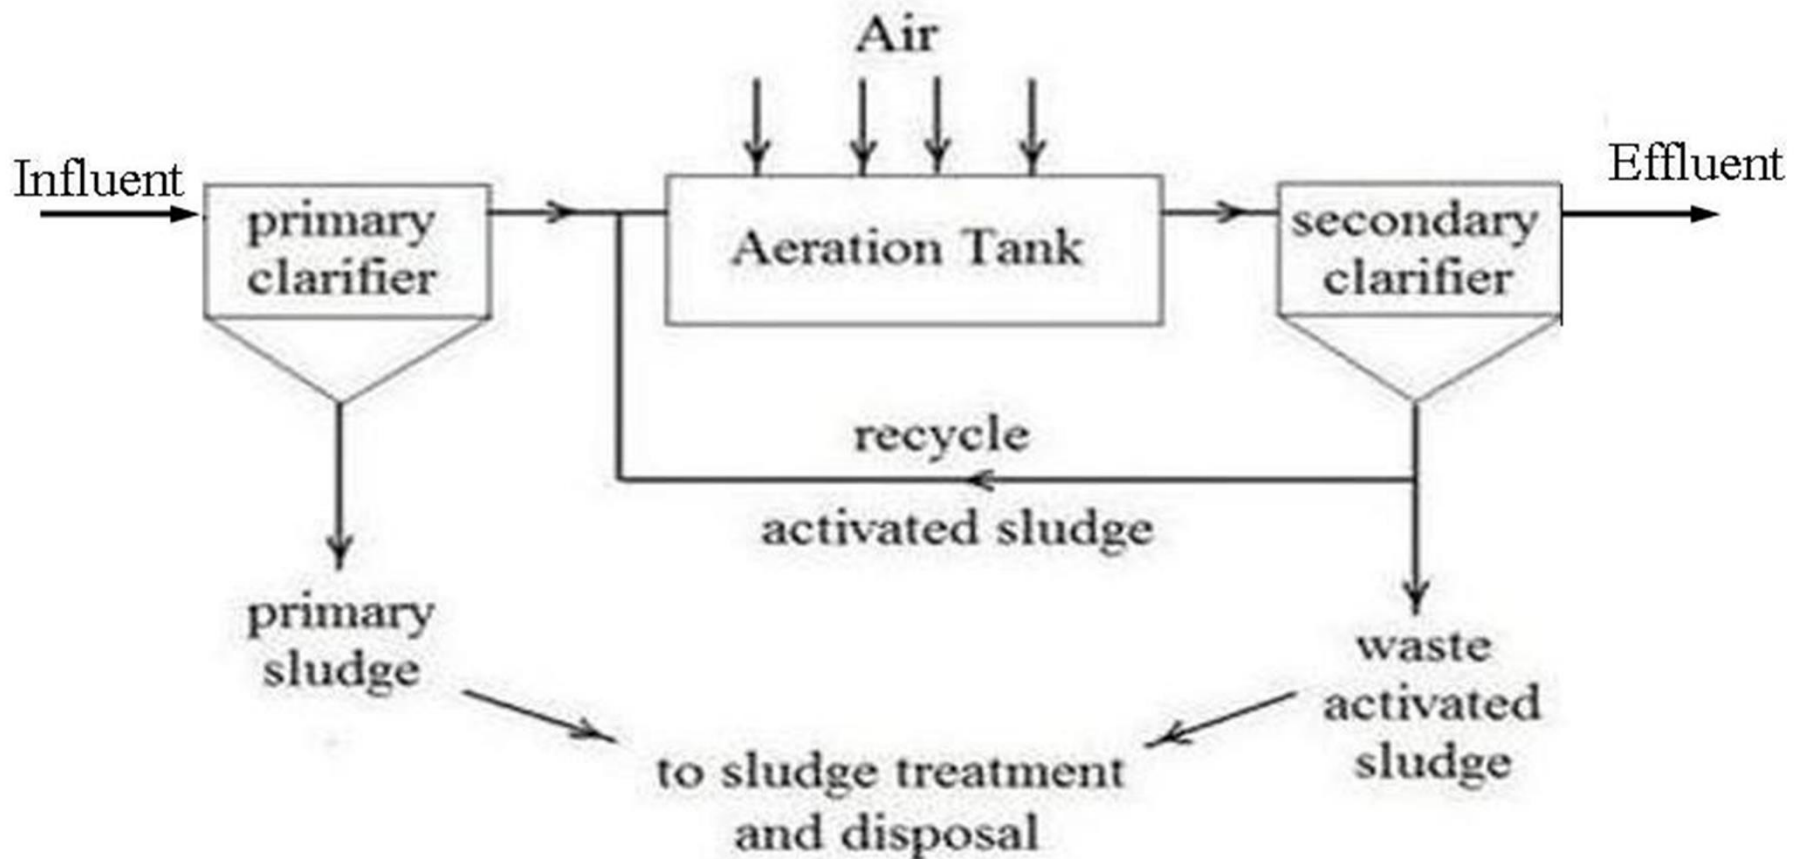 Air
Influent
Effluent
primary
clarifier
Aeration Tank
secondary
clarifier
recycle
activated sludge
primary
sludge
waste
activated
sludge
to sludge treatment
and disposal